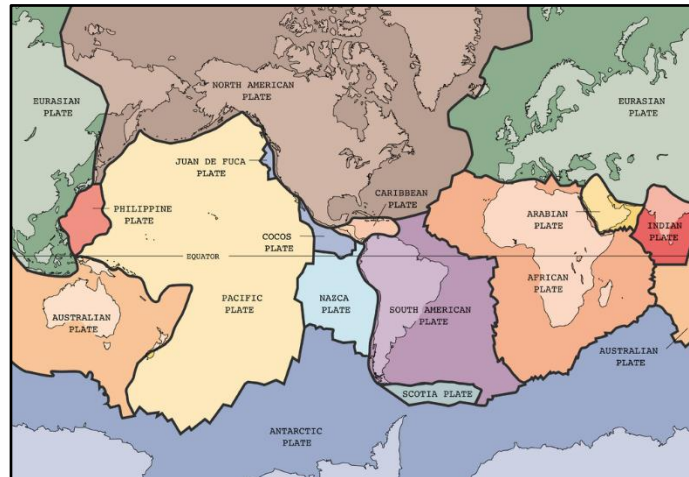 NORTH AMERICAN
PLATE
EURASIAN
PLATE
EURASIAN
PLATE
JUAN DE FUCA
PLATE
CARIBBEAN
PLATE
PHILIPPINE
PLATE
ARABIAN
PLATE
INDIAN
PLATE
COCOS
PLATE
EQUATOR
AFRICAN
PLATE
PACIFIC
PLATE
NAZCA
PLATE
SOUTH AMERICAN
PLATE
AUSTRALIAN
PLATE
AUSTRALIAN
PLATE
SCOTIA PLATE
ANTARCTIC
PLATE